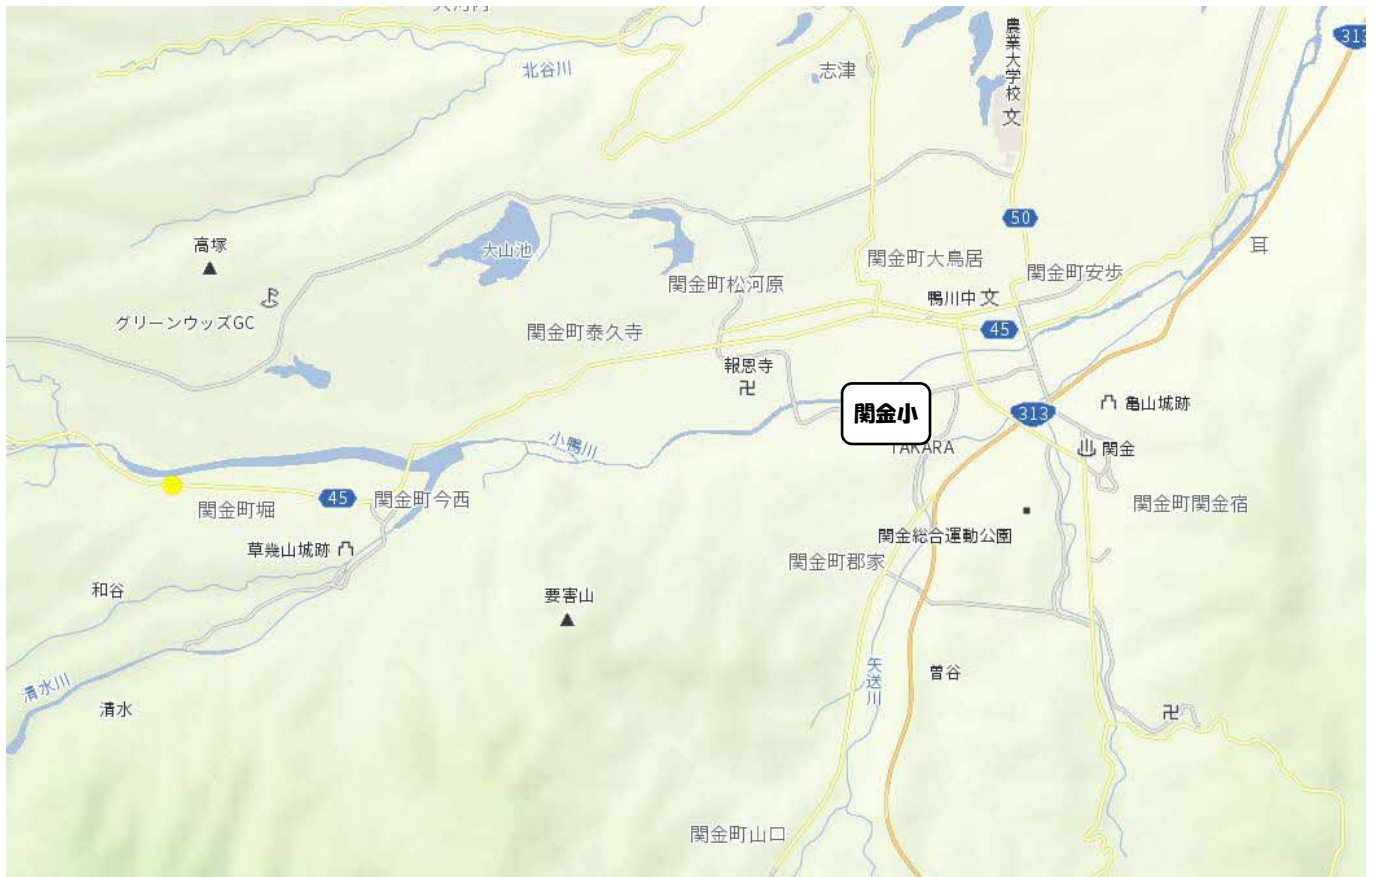 農業大学校
文
313
北谷川
志津
50
高塚
大山池
関金町大鳥居
耳
関金町松河原
関金町安歩
鴨川中 文
グリーンウッズGC
関金町泰久寺
45
報恩寺
卍
関金小
313
亀山城跡
小鴨川
TAKARA
関金
関金町堀
45
関金町今西
関金町関金宿
草幾山城跡
関金総合運動公園
関金町郡家
和谷
要害山
清水川
矢送川
曽谷
清水
卍
関金町山口